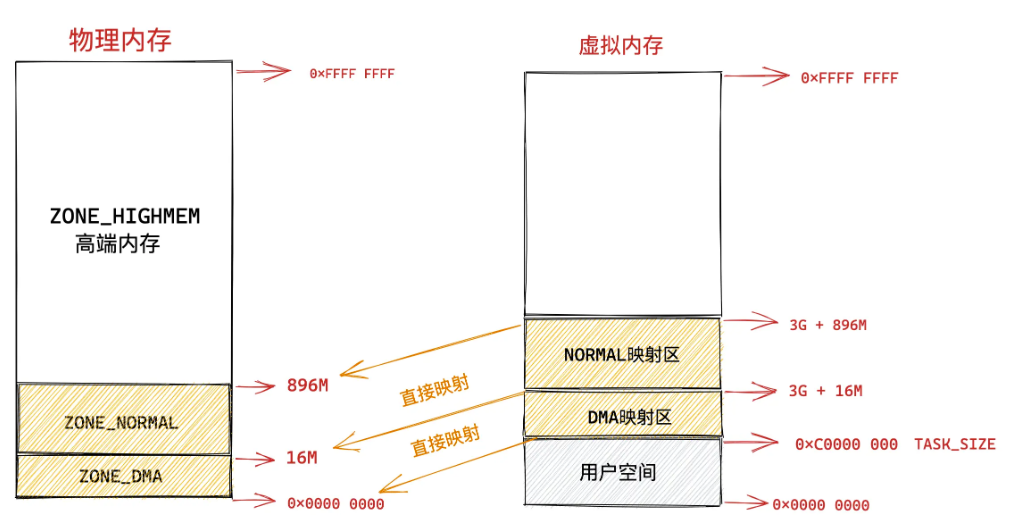 物理内存
0×FFFF FFFF
ZONE_HIGHMEM
高端内存
896M
ZONE_NORMAL
16M
ZONE_DMA
0×0000 0000
直接映射
直接映射
虚拟内存
0×FFFF FFFF
3G + 896M
NORMAL映射区
3G + 16M
DMA映射区
0×C0000 000 TASK_SIZE
用户空间
0×0000 0000